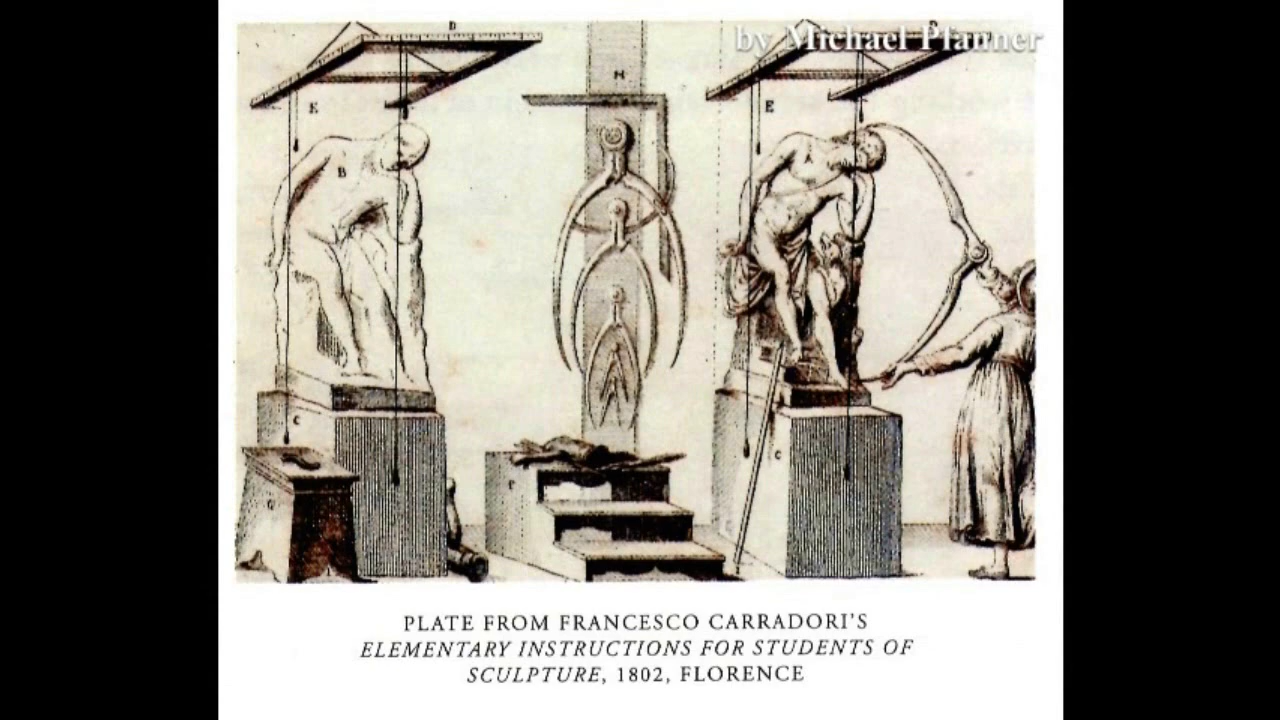 by Michael Pfanner
D
D
H
E
E
B
A
C
C
G
P
PLATE FROM FRANCESCO CARRADORI'S
ELEMENTARY INSTRUCTIONS FOR STUDENTS OF
SCULPTURE, 1802, FLORENCE